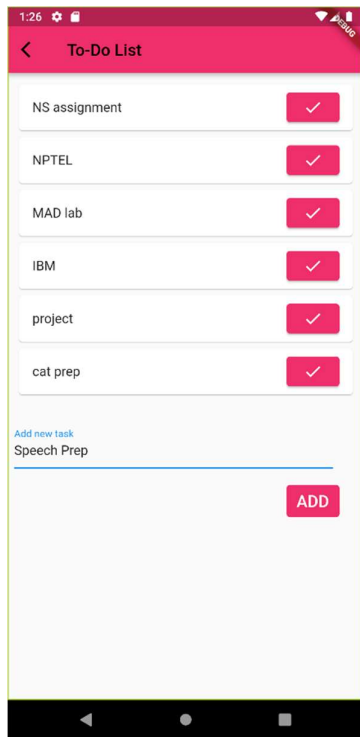 1:26
DEBUG
To-Do List
NS assignment
NPTEL
MAD lab
IBM
project
cat prep
Add new task
Speech Prep
ADD